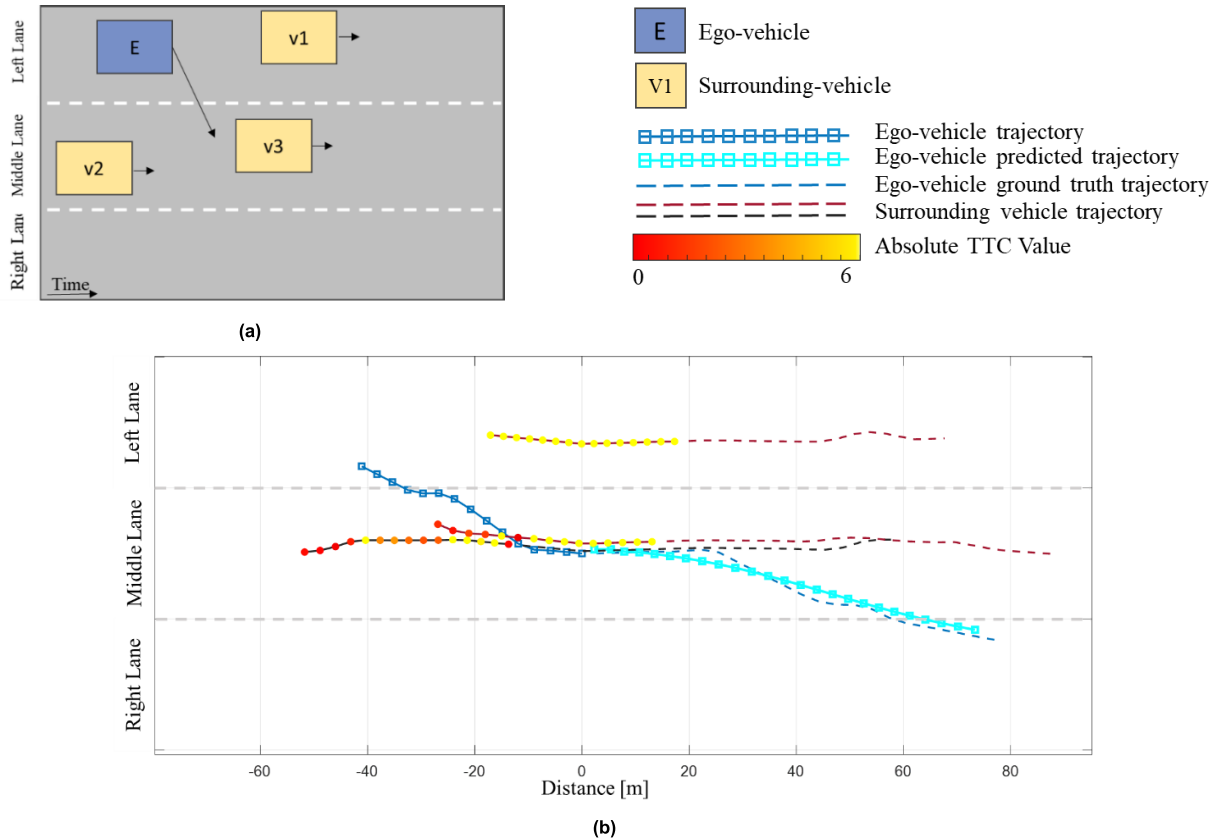 Left Lane
Middle Lane
Right Lan
E
v1
v2
v3
Time
(a)
E Ego-vehicle
V1 Surrounding-vehicle
Ego-vehicle trajectory
Ego-vehicle predicted trajectory
Ego-vehicle ground truth trajectory
Surrounding vehicle trajectory
Absolute TTC Value
0 6
Left Lane
Middle Lane
Right Lane
-60 -40 -20 0 20 40 60 80
Distance [m]
(b)